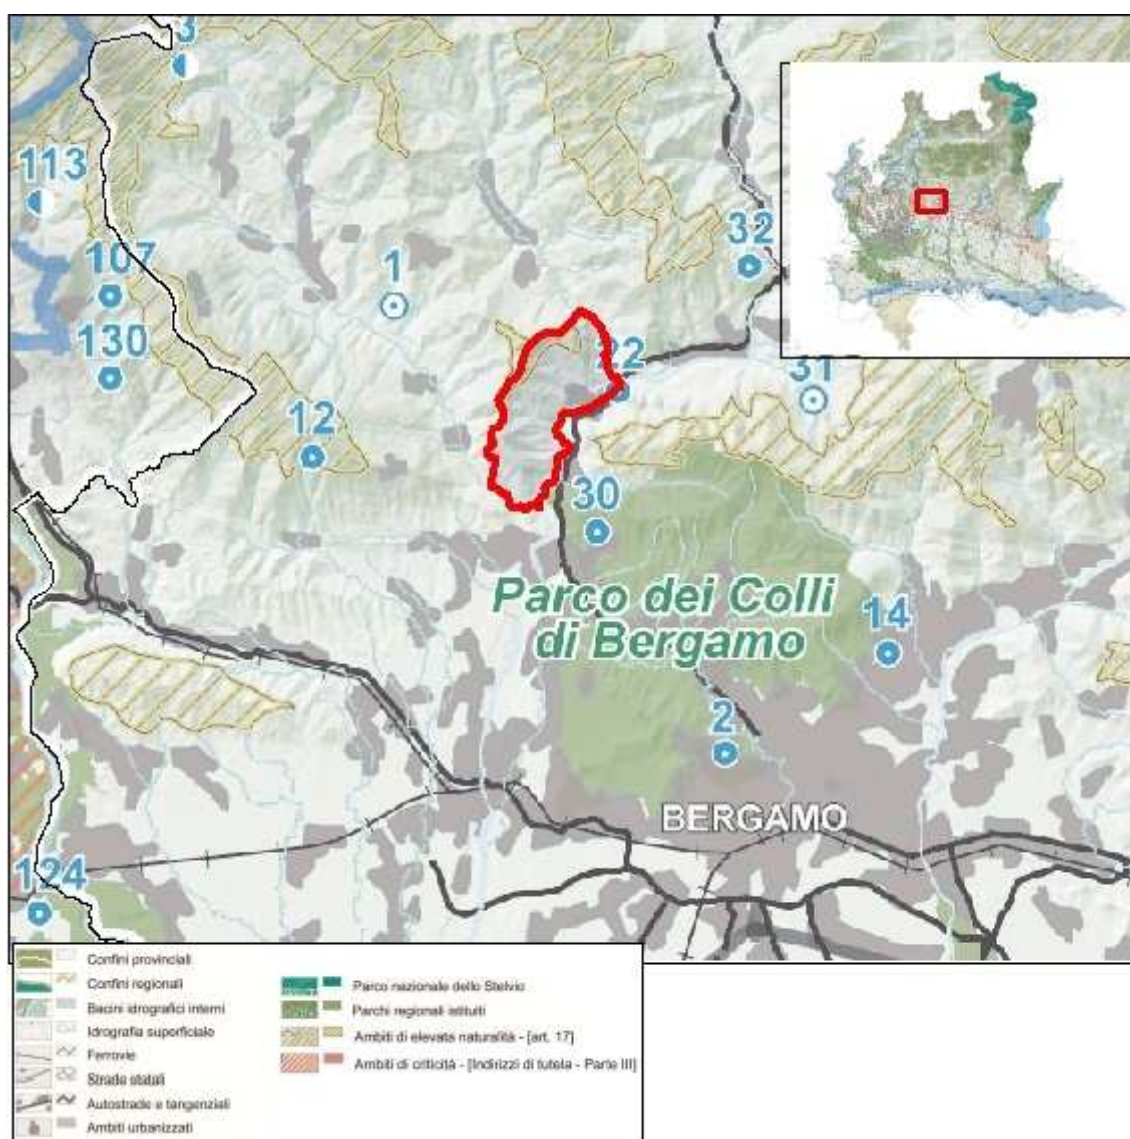 3
113
107
1
32
130
22
31
12
30
Parco dei Colli
di Bergamo
14
2
BERGAMO
124
Confini provinciali
Confini regionali
Bacini idrografici interni
Idrografia superficiale
Ferrovie
Strade statali
Autostrade e tangenziali
Ambiti urbanizzati
Parco nazionale dello Stelvio
Parchi regionali istituiti
Ambiti di elevata naturalità - [art. 17]
Ambiti di criticità - [Indirizzi di tutela - Parte III]